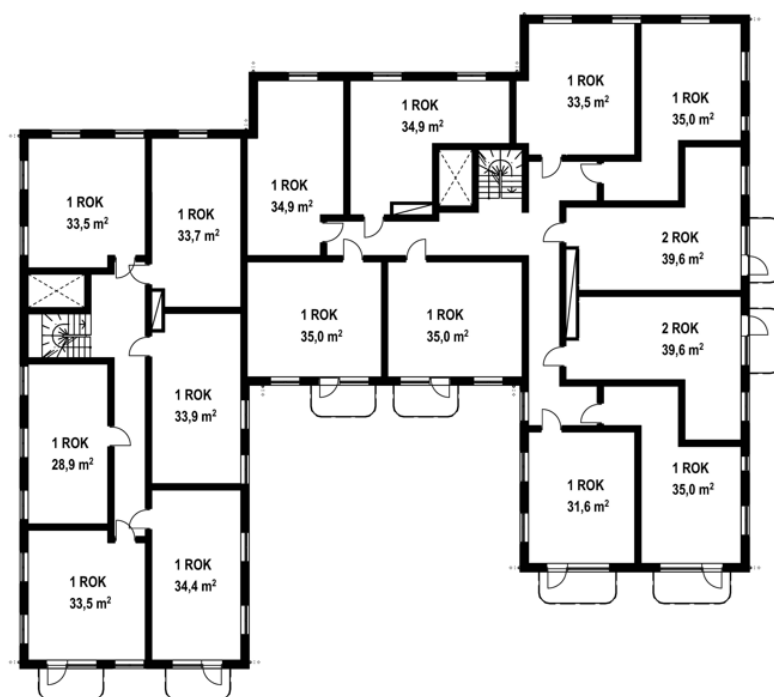 1 ROK
33,5 m²
1 ROK
35,0 m²
1 ROK
34,9 m²
1 ROK
34,9 m²
1 ROK
33,5 m²
1 ROK
33,7 m²
2 ROK
39,6 m²
1 ROK
35,0 m²
1 ROK
35,0 m²
2 ROK
39,6 m²
1 ROK
33,9 m²
1 ROK
28,9 m²
1 ROK
31,6 m²
1 ROK
35,0 m²
1 ROK
33,5 m²
1 ROK
34,4 m²